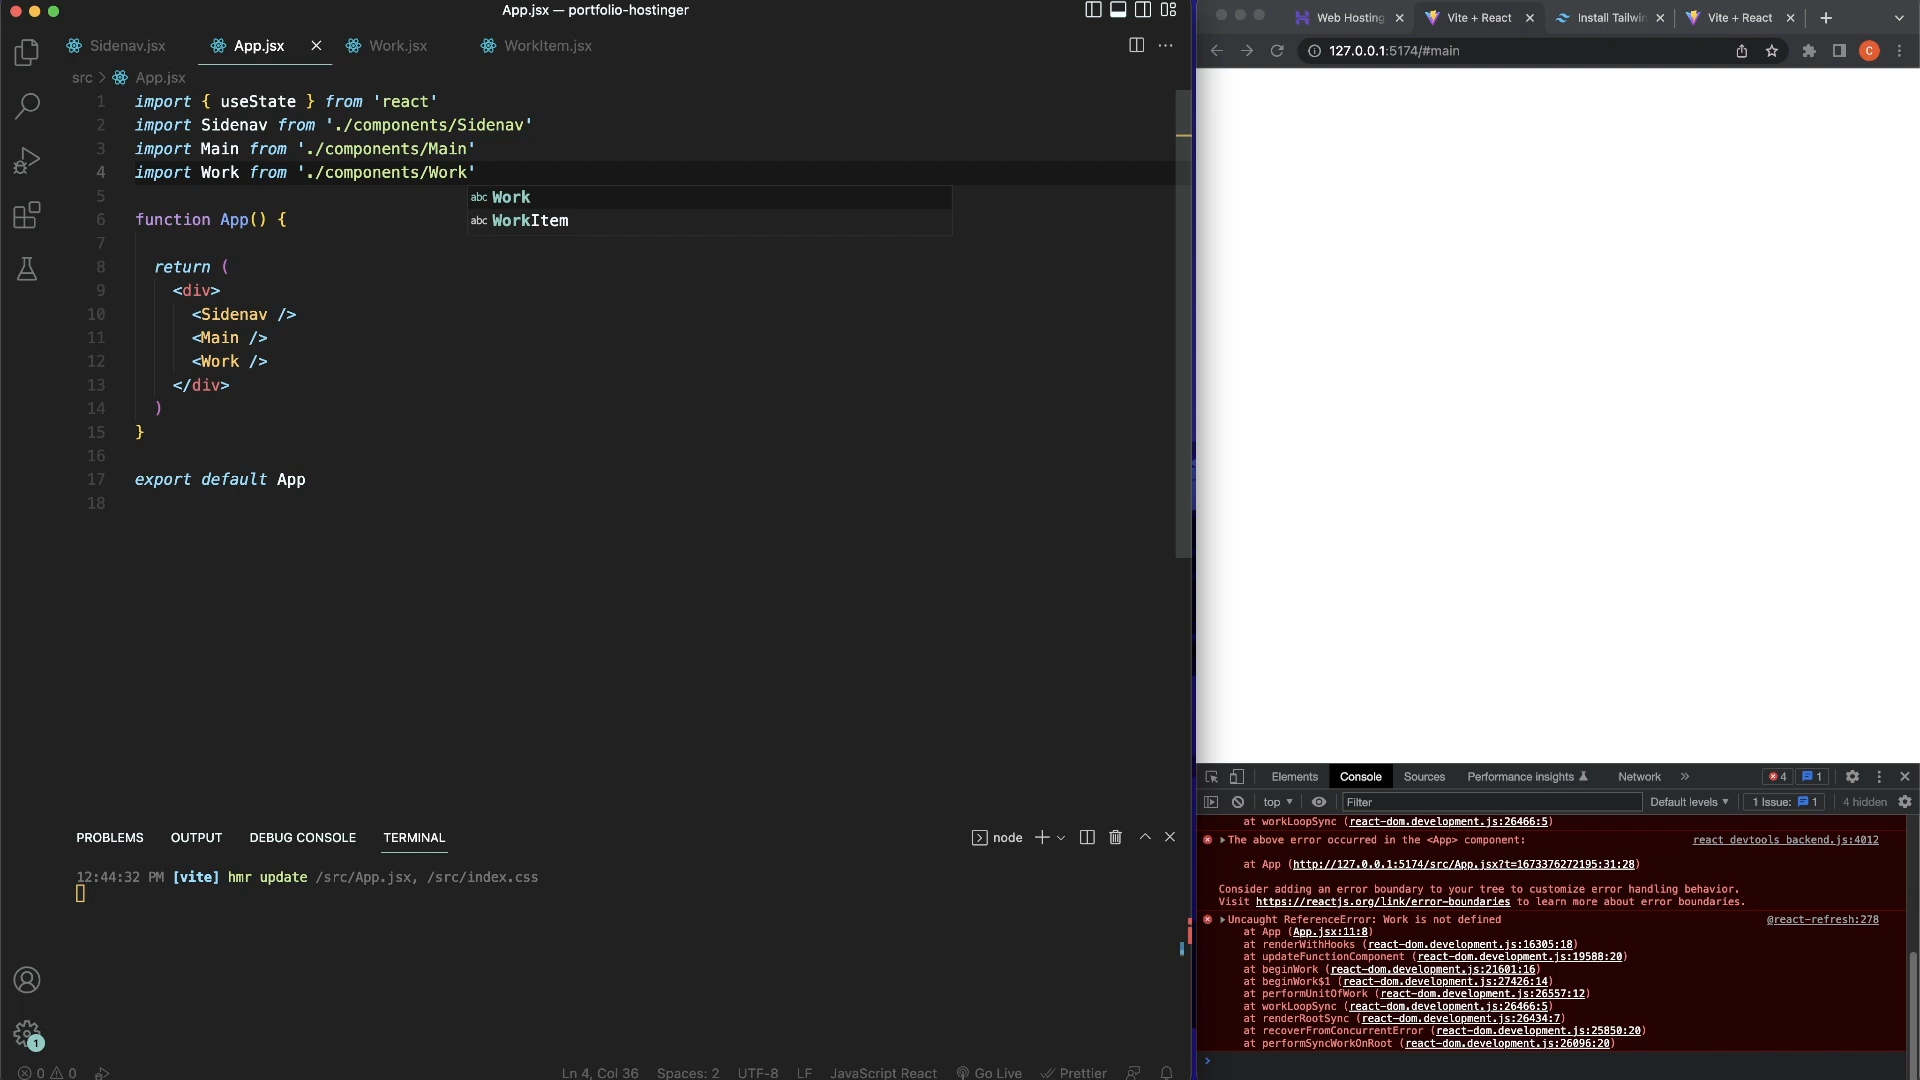 App.jsx — portfolio-hostinger
Sidenav.jsx
App.jsx
Work.jsx
WorkItem.jsx
src > App.jsx
1 import { useState } from 'react'
2 import Sidenav from './components/Sidenav'
3 import Main from './components/Main'
4 import Work from './components/Work'
5
6 function App() {
7
8 return (
9 <div>
10 <Sidenav />
11 <Main />
12 <Work />
13 </div>
14 )
15 }
16
17 export default App
18
abc Work
abc WorkItem
PROBLEMS OUTPUT DEBUG CONSOLE TERMINAL
node
12:44:32 PM [vite] hmr update /src/App.jsx, /src/index.css
1
0 0
Ln 4, Col 36 Spaces: 2 UTF-8 LF JavaScript React Go Live Prettier
Web Hosting
Vite + React
Install Tailwin
Vite + React
127.0.0.1:5174/#main
C
Elements Console Sources Performance insights Network » 4 1
top Filter Default levels 1 Issue: 1 4 hidden
at workLoopSync (react-dom.development.js:26466:5)
The above error occurred in the <App> component: react devtools backend.js:4012
at App (http://127.0.0.1:5174/src/App.jsx?t=1673376272195:31:28)
Consider adding an error boundary to your tree to customize error handling behavior.
Visit https://reactjs.org/link/error-boundaries to learn more about error boundaries.
Uncaught ReferenceError: Work is not defined @react-refresh:278
at App (App.jsx:11:8)
at renderWithHooks (react-dom.development.js:16305:18)
at updateFunctionComponent (react-dom.development.js:19588:20)
at beginWork (react-dom.development.js:21601:16)
at beginWork$1 (react-dom.development.js:27426:14)
at performUnitOfWork (react-dom.development.js:26557:12)
at workLoopSync (react-dom.development.js:26466:5)
at renderRootSync (react-dom.development.js:26434:7)
at recoverFromConcurrentError (react-dom.development.js:25850:20)
at performSyncWorkOnRoot (react-dom.development.js:26096:20)